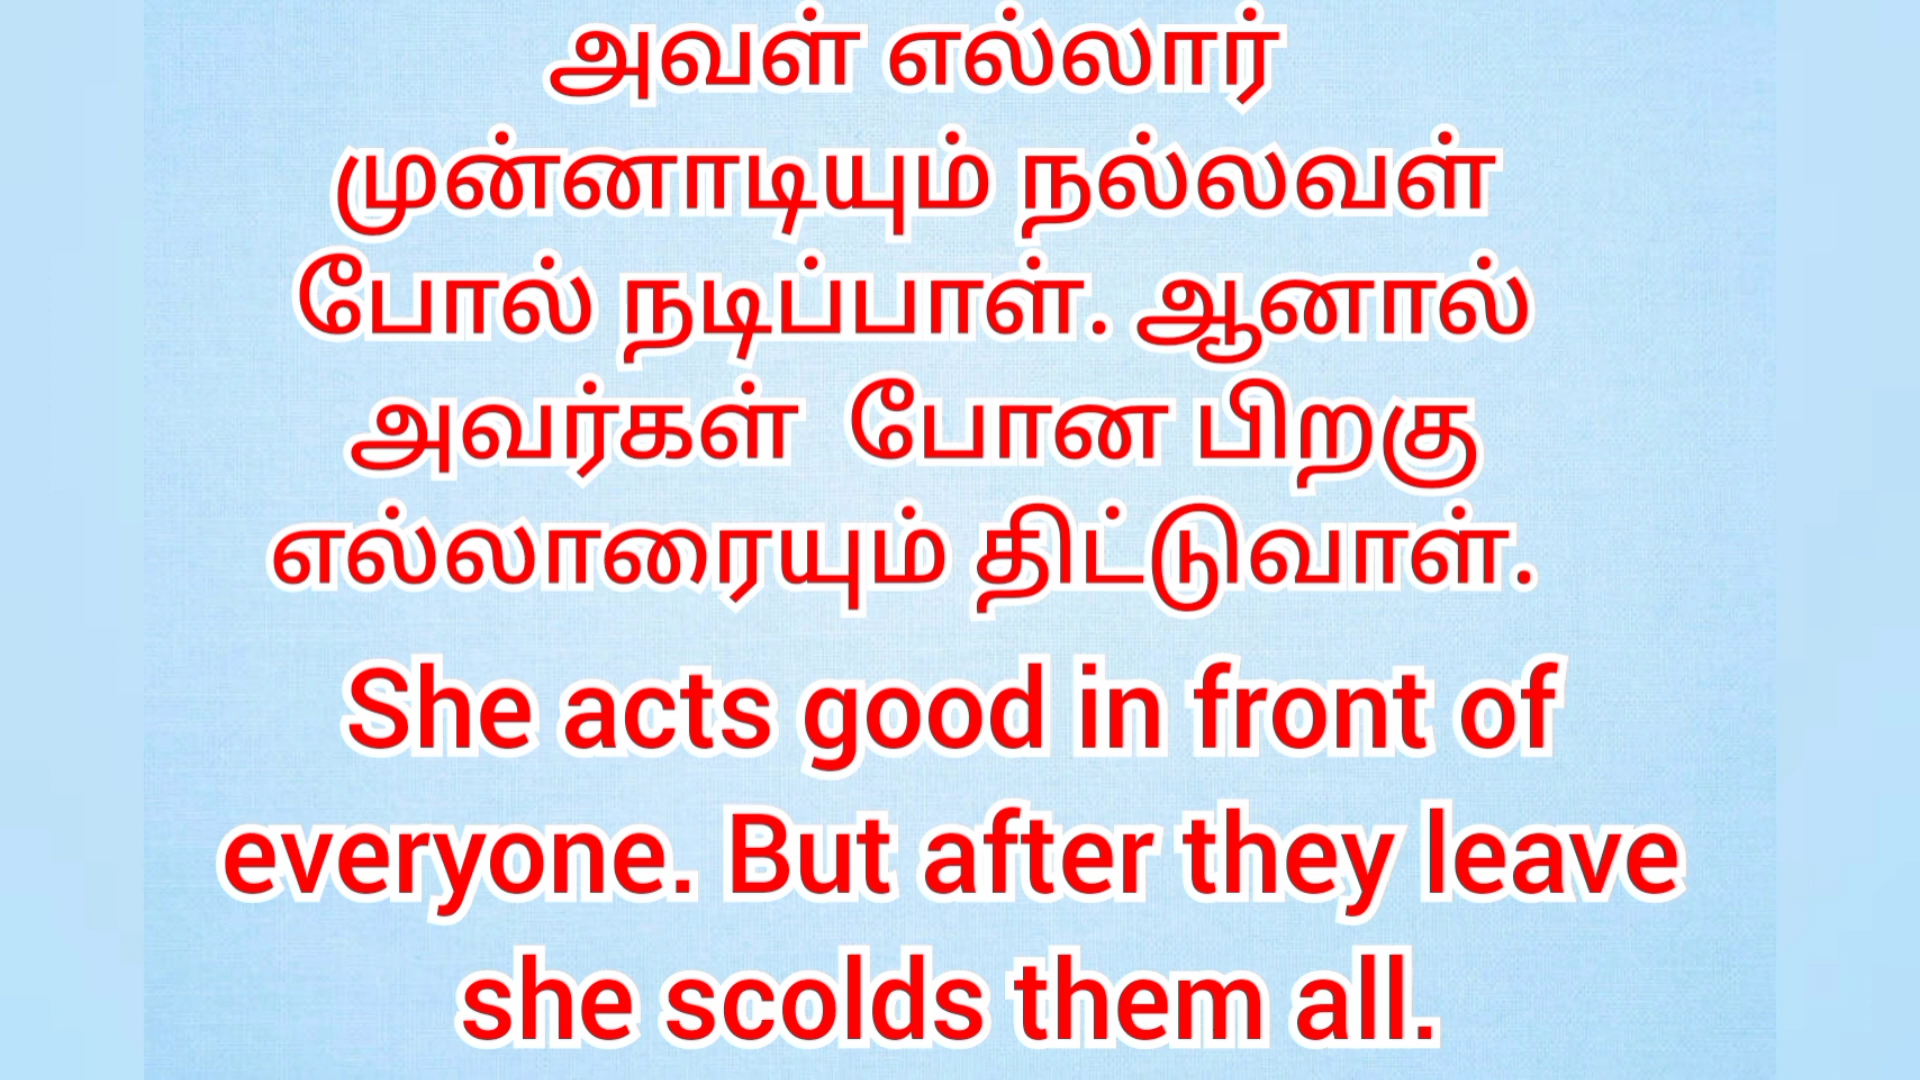 அவள் எல்லார்
முன்னாடியும் நல்லவள்
போல் நடிப்பாள். ஆனால்
அவர்கள் போன பிறகு
எல்லாரையும் திட்டுவாள்.
She acts good in front of
everyone. But after they leave
she scolds them all.